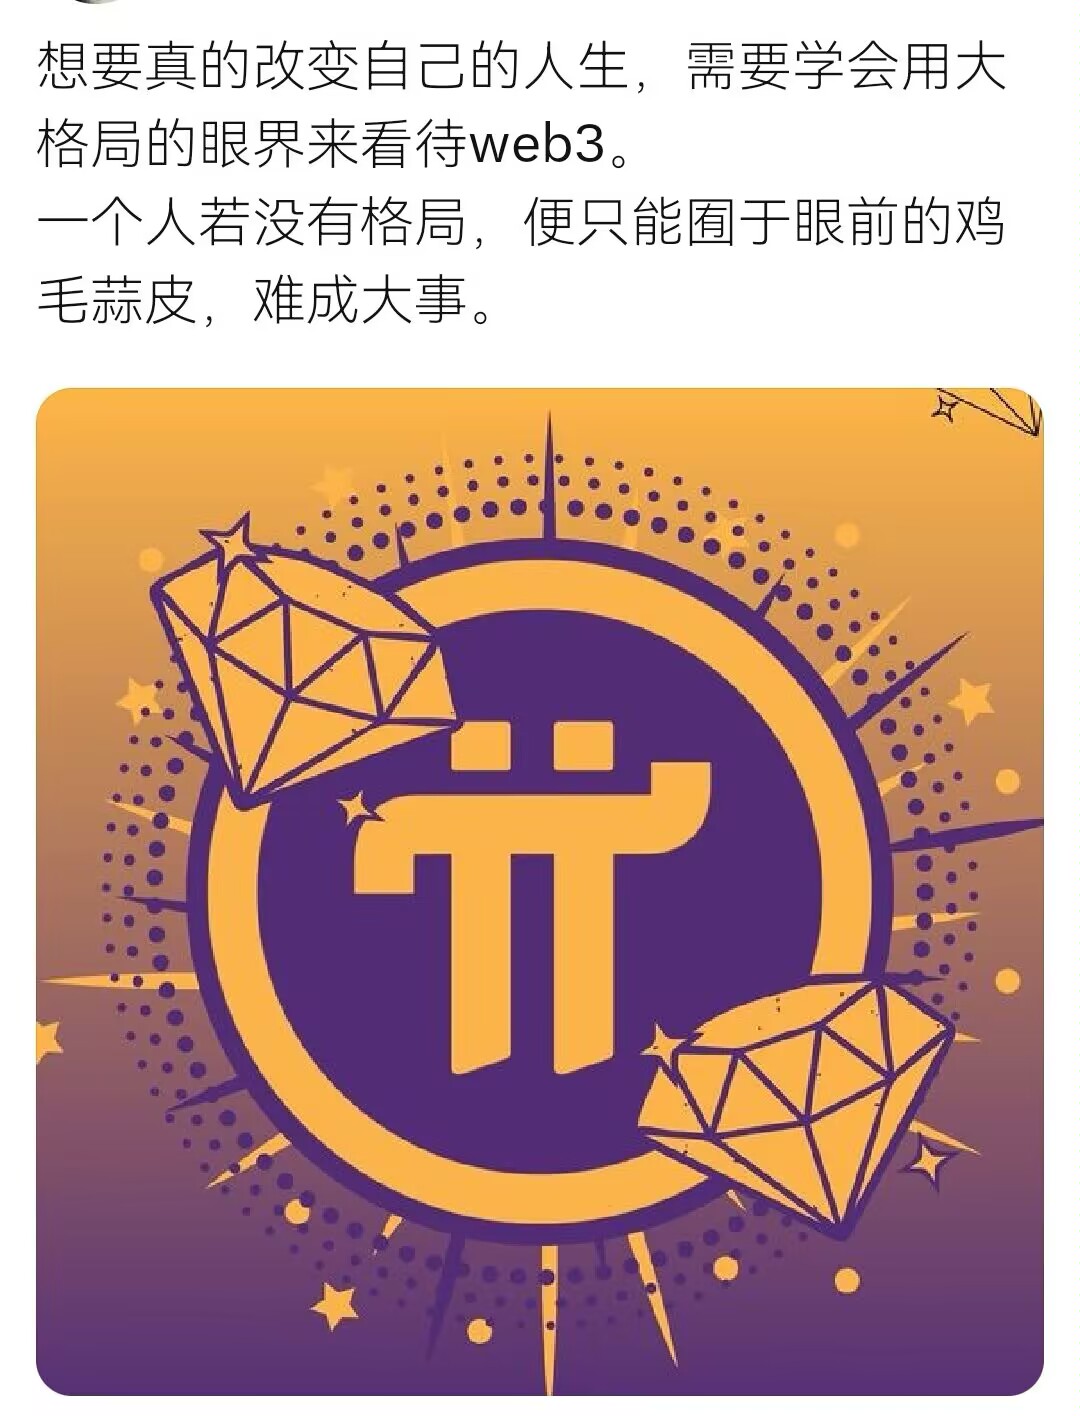 想要真的改变自己的人生，需要学会用大
格局的眼界来看待web3。
一个人若没有格局，便只能囿于眼前的鸡
毛蒜皮，难成大事。